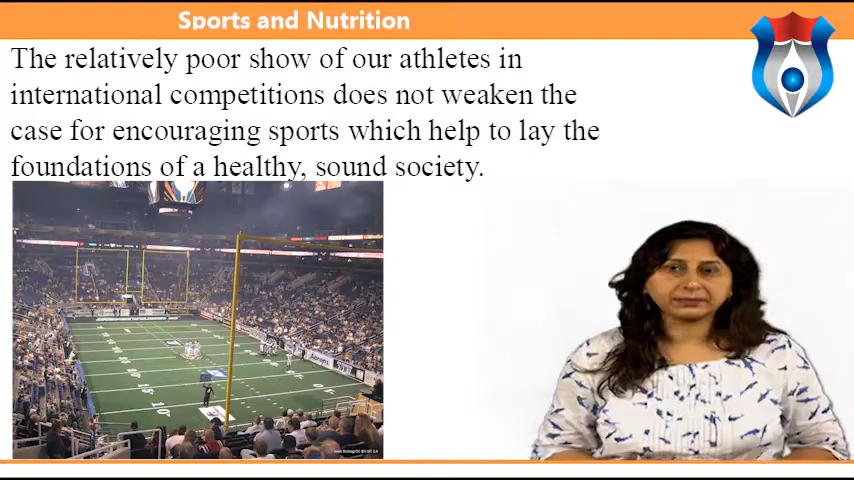 Sports and Nutrition
The relatively poor show of our athletes in
international competitions does not weaken the
case for encouraging sports which help to lay the
foundations of a healthy, sound society.